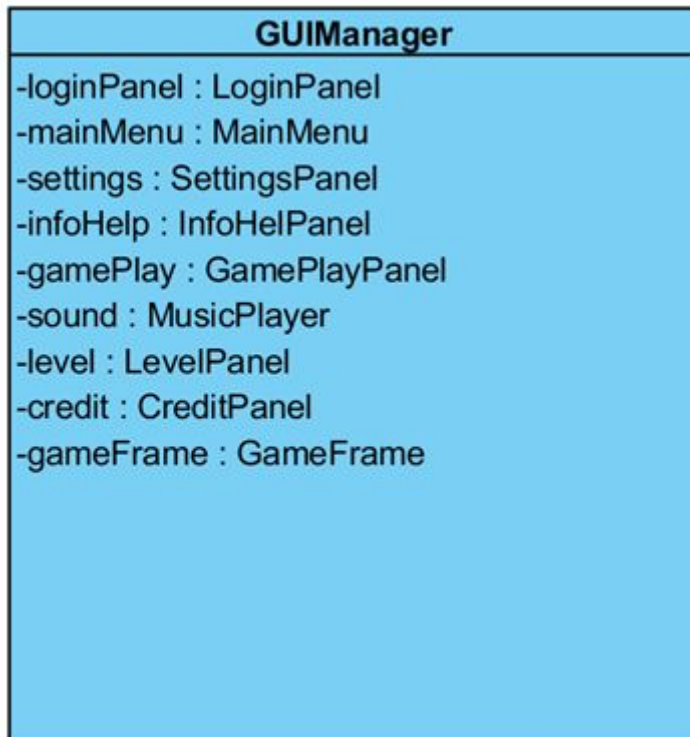 GUIManager
-loginPanel : LoginPanel
-mainMenu : MainMenu
-settings : SettingsPanel
-infoHelp : InfoHelPanel
-gamePlay : GamePlayPanel
-sound : MusicPlayer
-level : LevelPanel
-credit : CreditPanel
-gameFrame : GameFrame